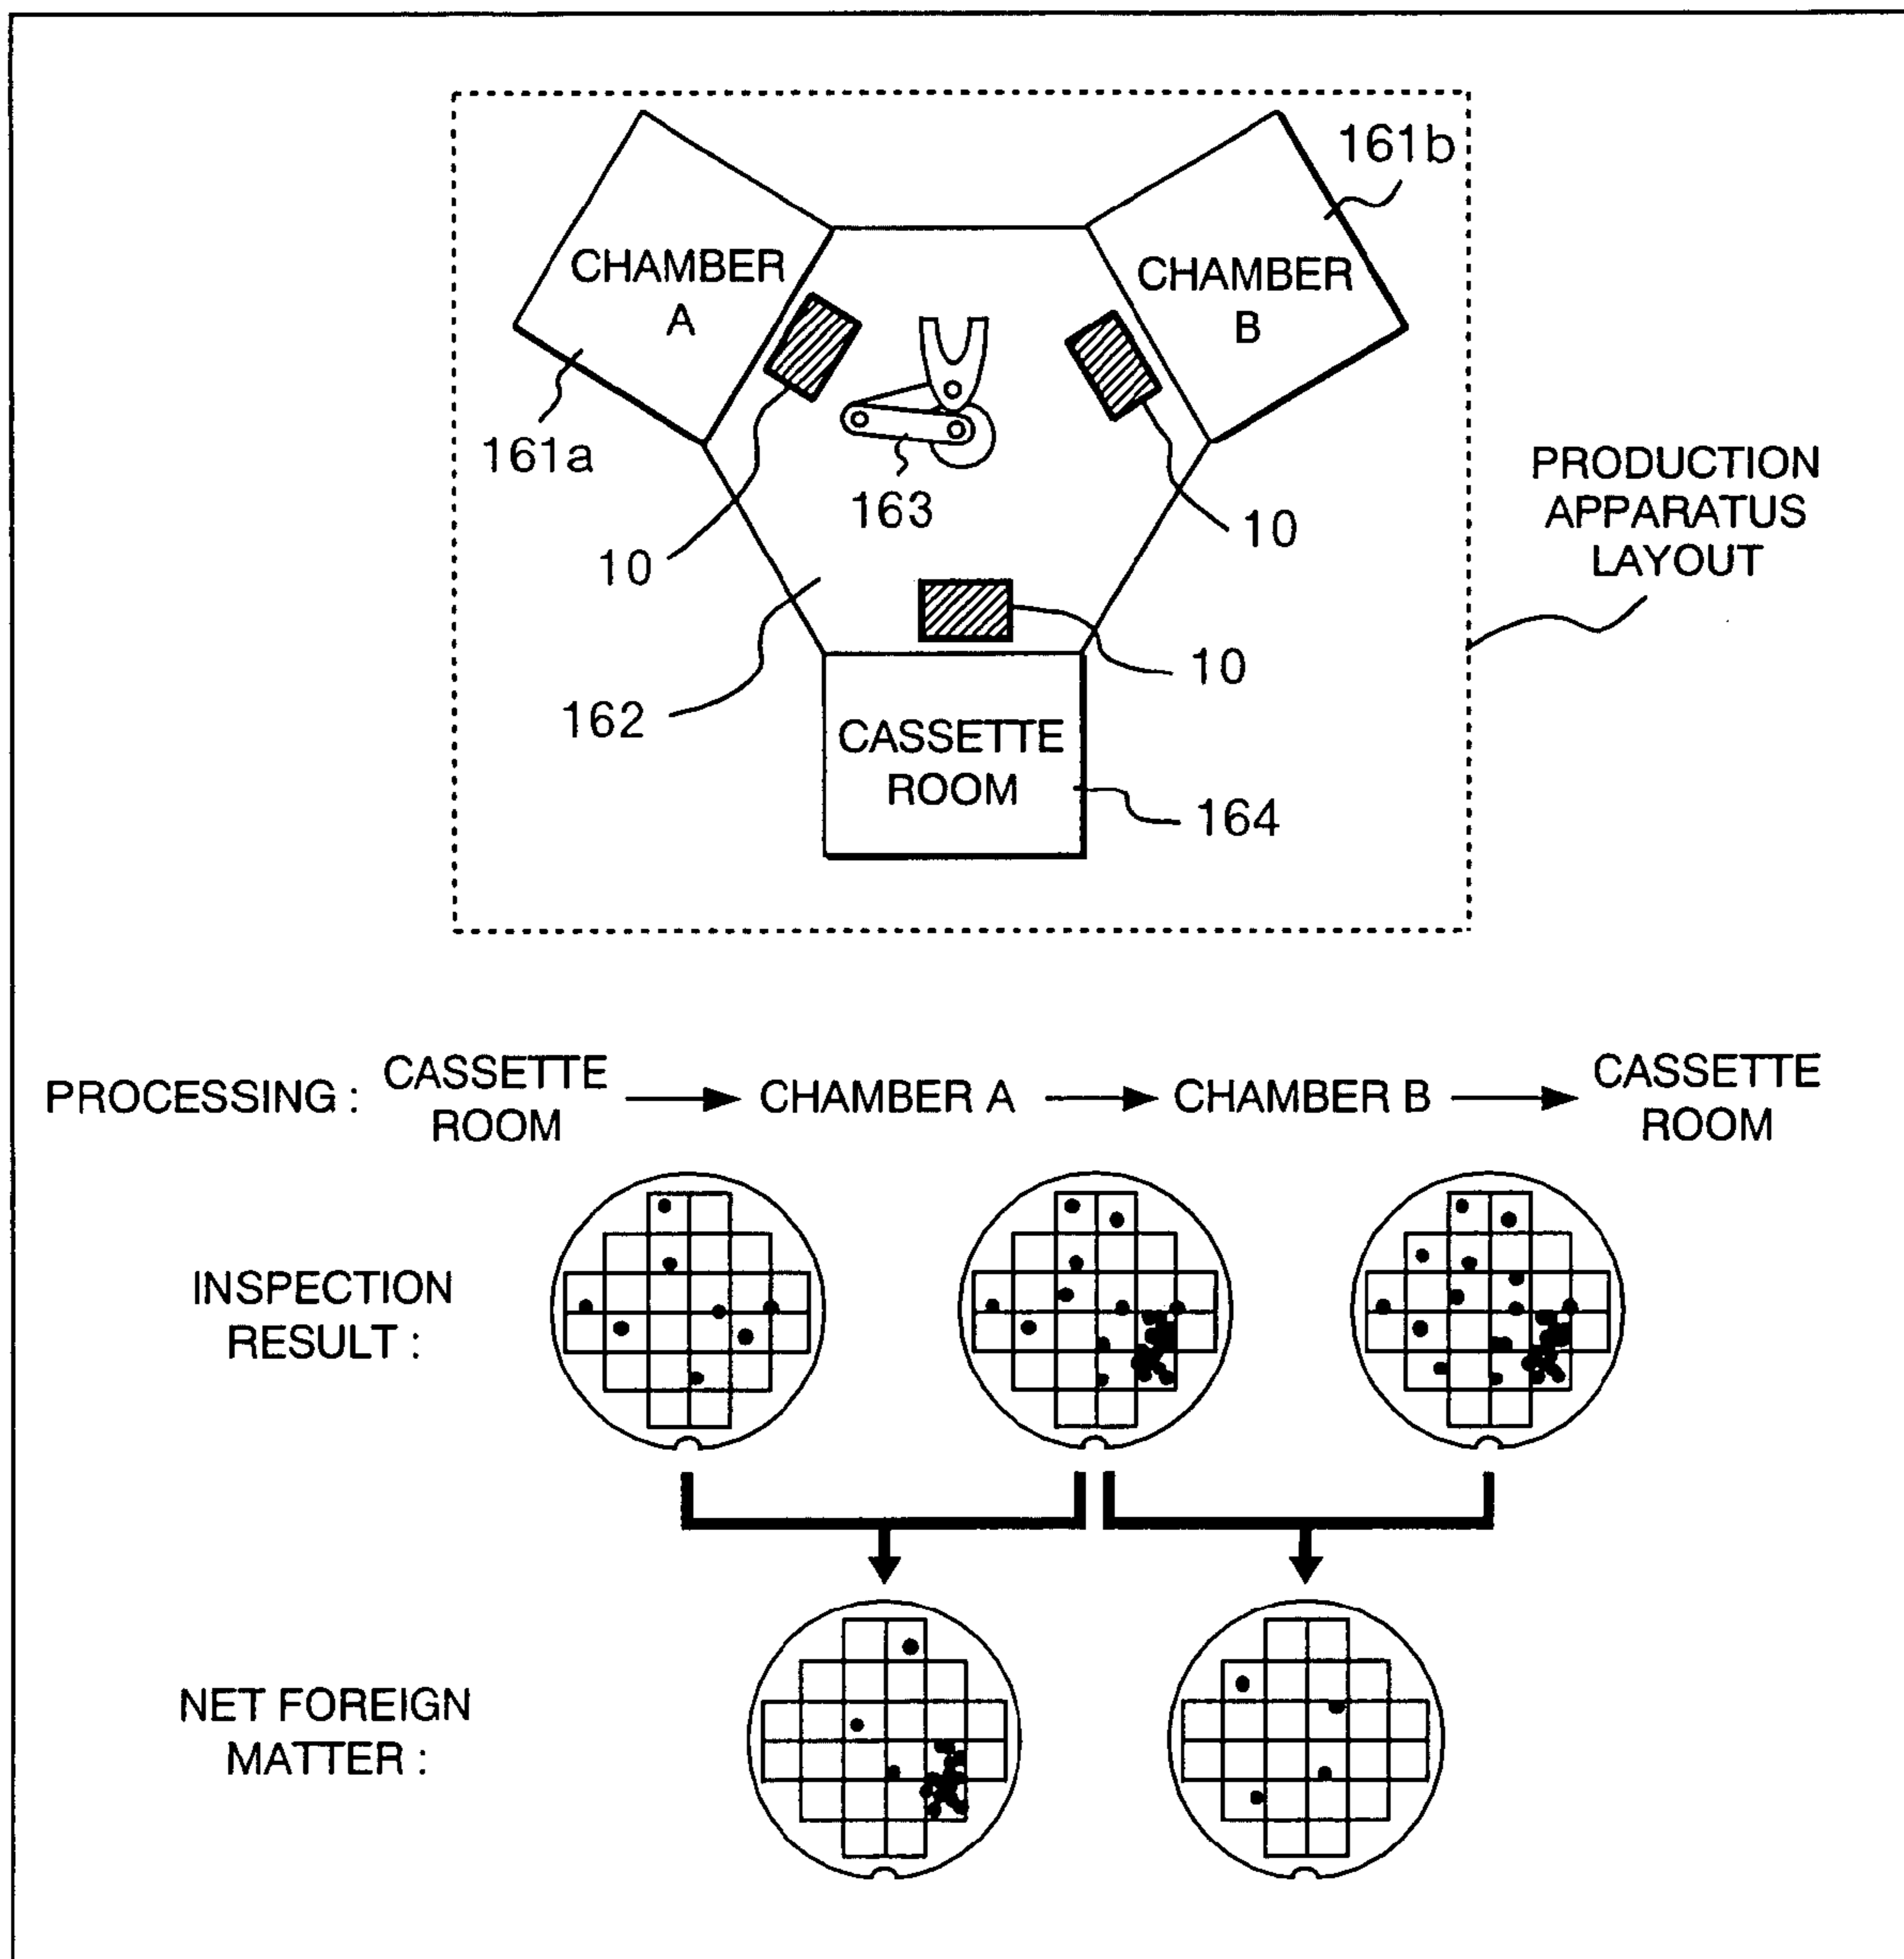 161b
CHAMBER
A
CHAMBER
B
161a
163
10
10
PRODUCTION
APPARATUS
LAYOUT
162
10
CASSETTE
ROOM
164
PROCESSING : CASSETTE ROOM → CHAMBER A → CHAMBER B → CASSETTE ROOM
INSPECTION
RESULT :
NET FOREIGN
MATTER :